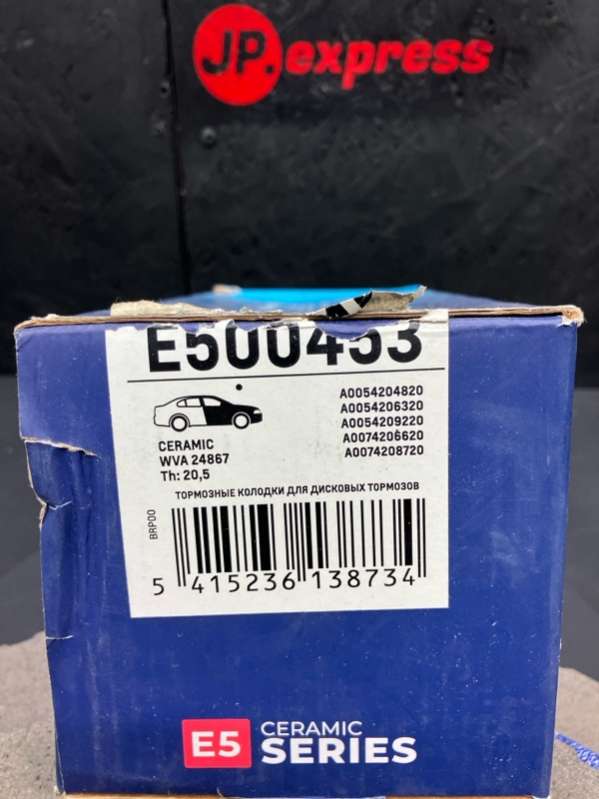 JP.express
E500453
A0054204820
A0054206320
A0054209220
A0074206620
A0074208720
CERAMIC
WVA 24867
Th: 20,5
ТОРМОЗНЫЕ КОЛОДКИ ДЛЯ ДИСКОВЫХ ТОРМОЗОВ
BRP00
5 415236 138734
E5 CERAMIC
SERIES